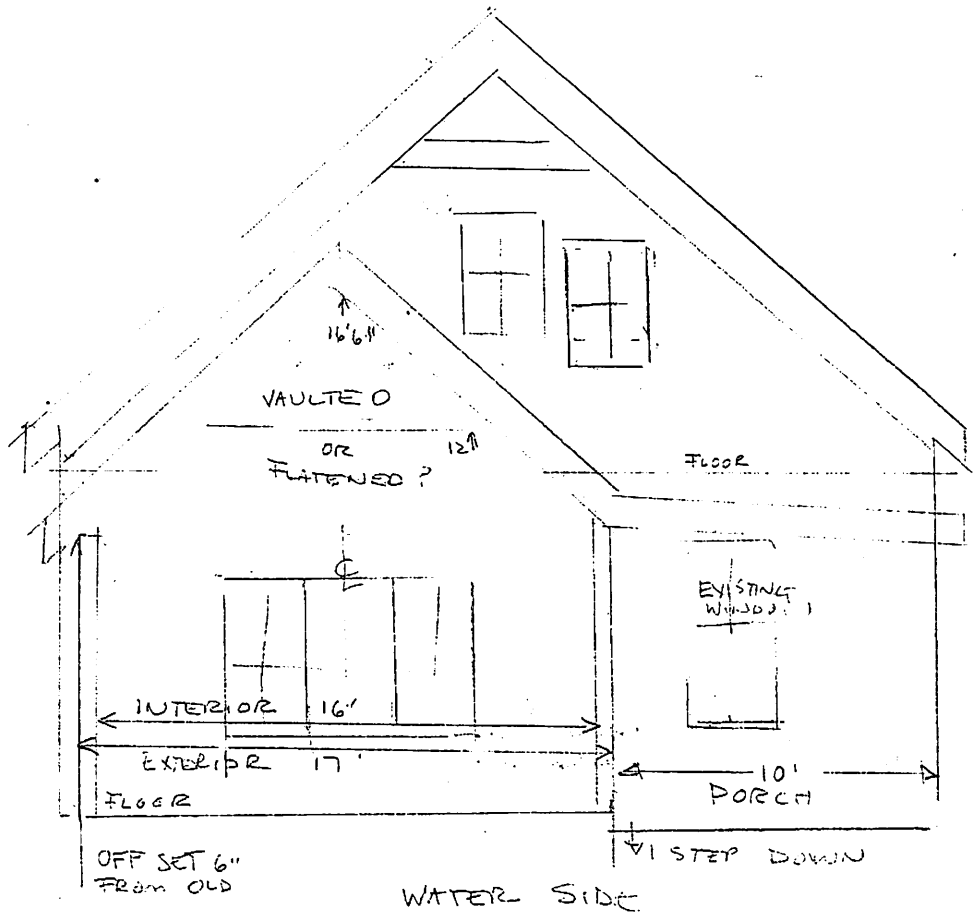 16'6"
VAULTED
OR
12'
FLATENED ?
FLOOR
℄
EXISTING
WINDOW
INTERIOR 16'
EXTERIOR 17'
10'
PORCH
FLOOR
1 STEP DOWN
OFF SET 6"
FROM OLD
WATER SIDE